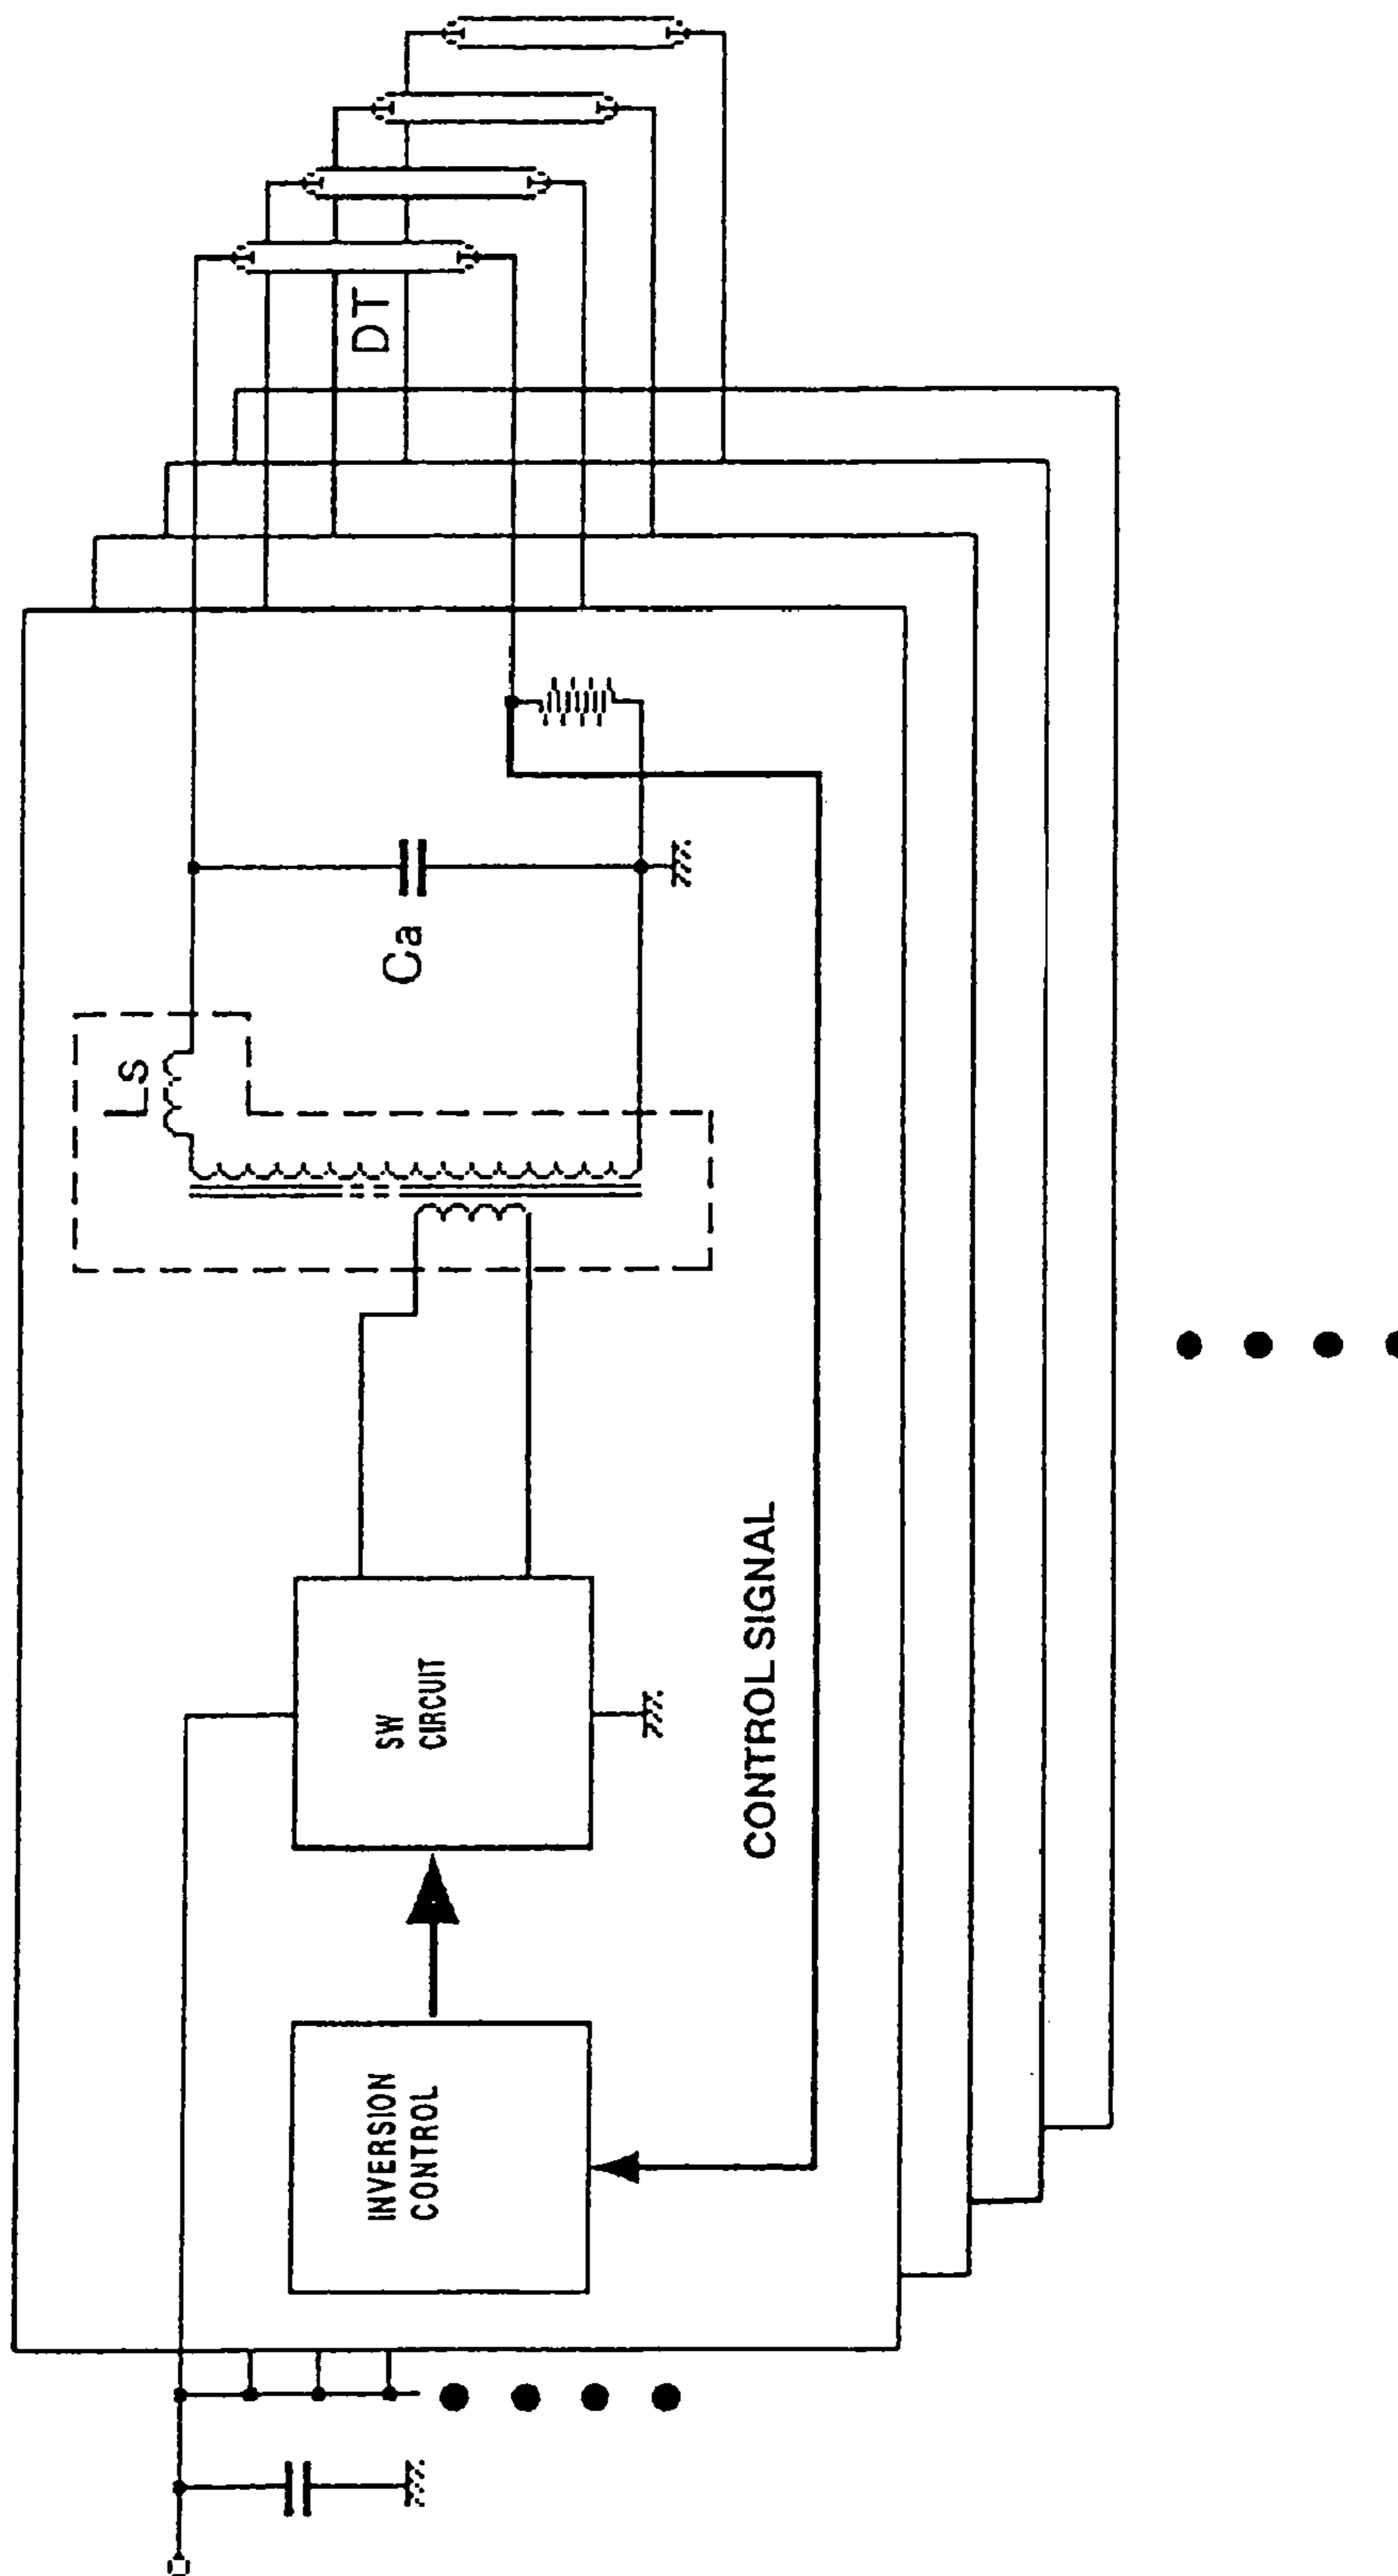 INVERSION
CONTROL
SW
CIRCUIT
CONTROL SIGNAL
Ls
Ca
DT